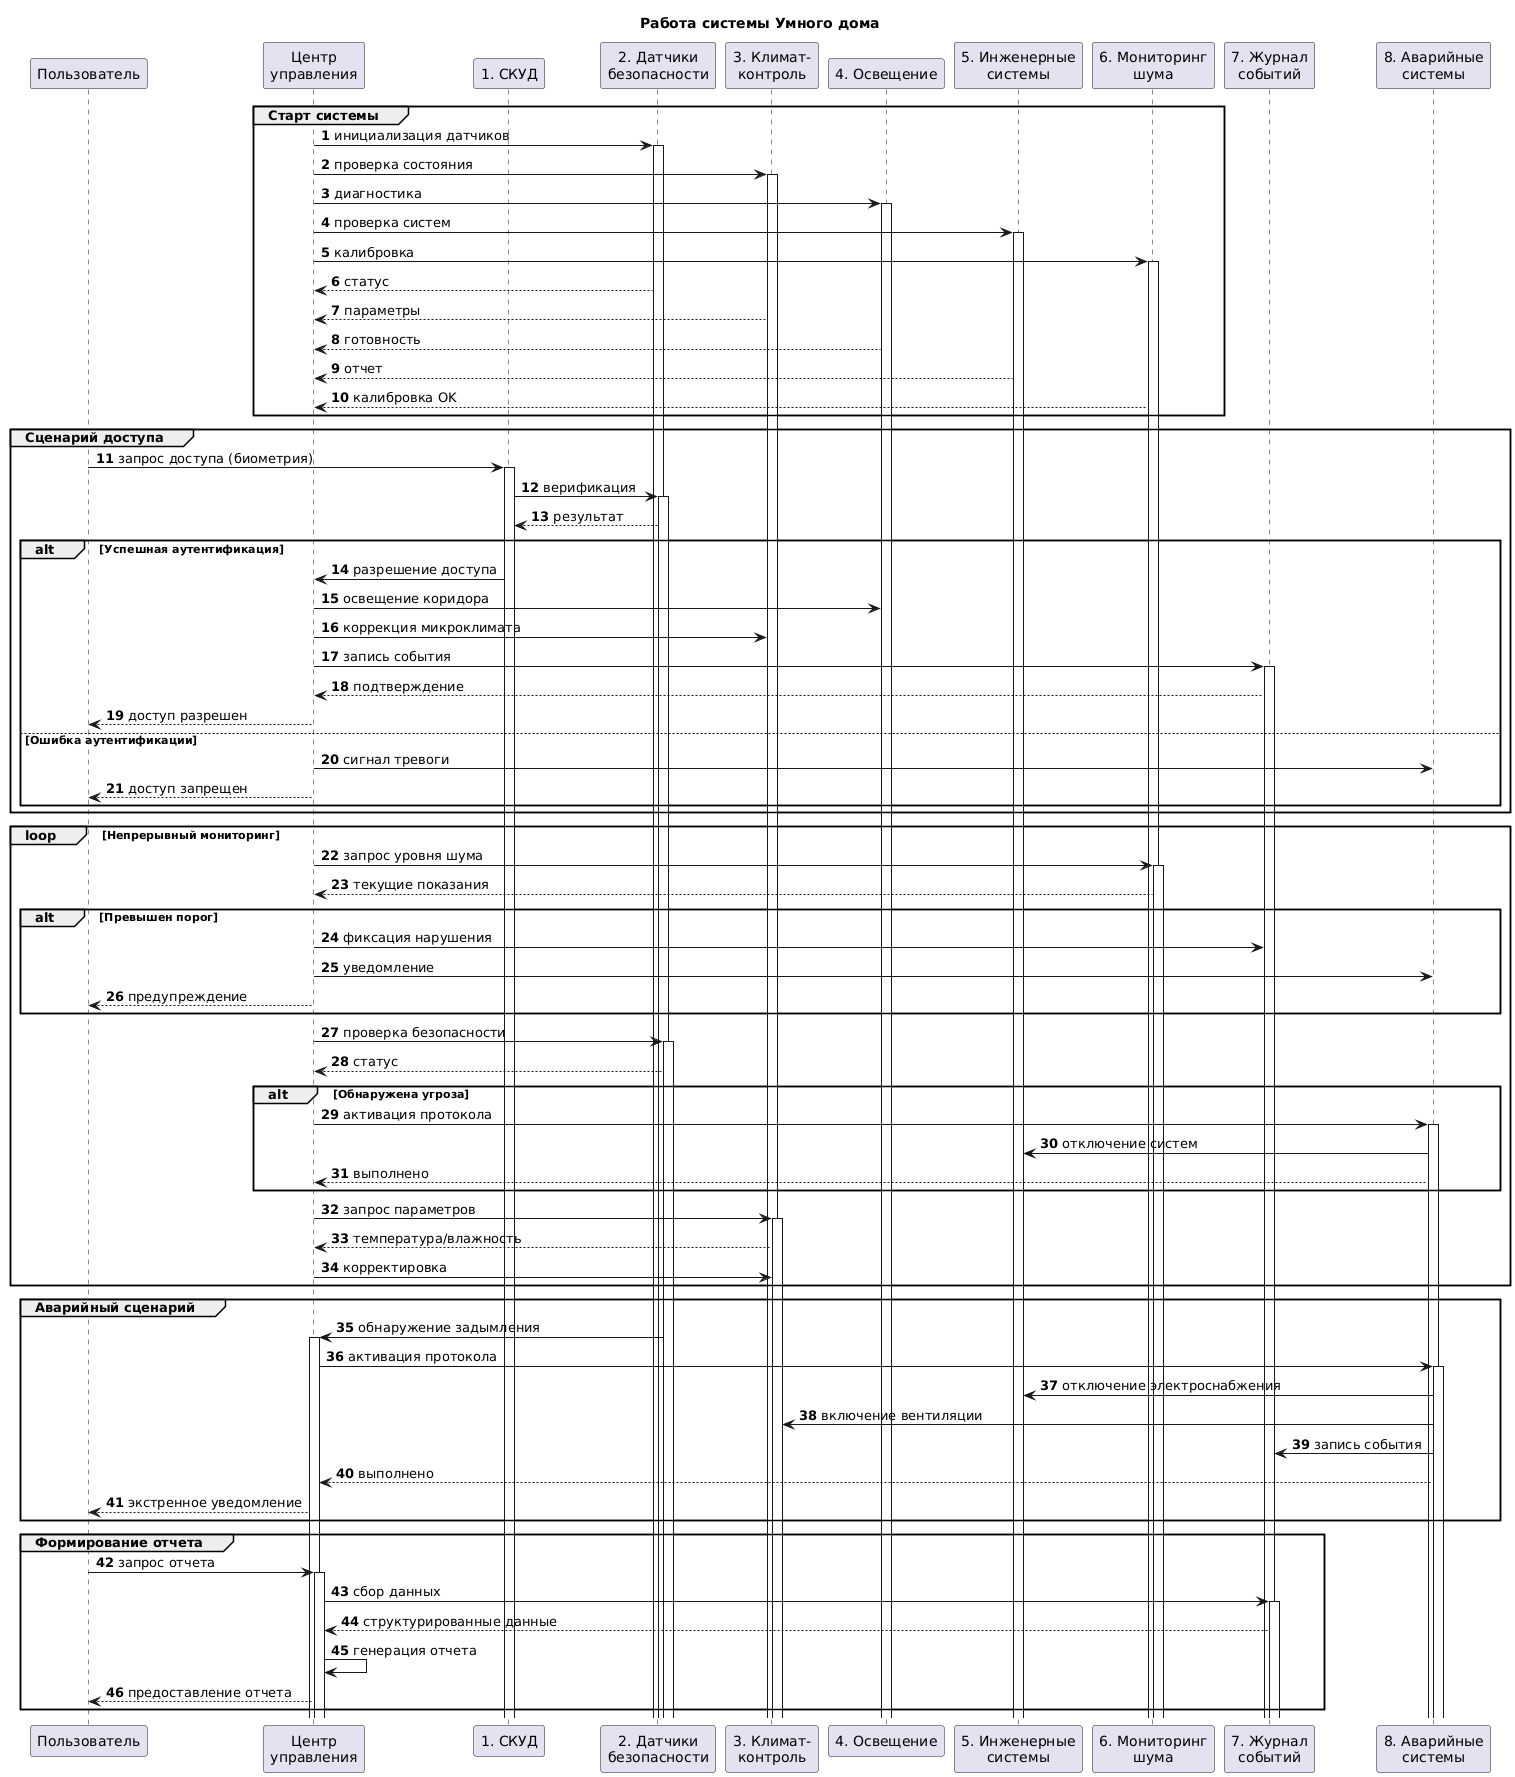 Работа системы Умного дома
Пользователь
Центр
управления
1. СКУД
2. Датчики
безопасности
3. Климат-
контроль
4. Освещение
5. Инженерные
системы
6. Мониторинг
шума
7. Журнал
событий
8. Аварийные
системы
Старт системы
1 инициализация датчиков
2 проверка состояния
3 диагностика
4 проверка систем
5 калибровка
6 статус
7 параметры
8 готовность
9 отчет
10 калибровка OK
Сценарий доступа
11 запрос доступа (биометрия)
12 верификация
13 результат
alt [Успешная аутентификация]
14 разрешение доступа
15 освещение коридора
16 коррекция микроклимата
17 запись события
18 подтверждение
19 доступ разрешен
[Ошибка аутентификации]
20 сигнал тревоги
21 доступ запрещен
loop [Непрерывный мониторинг]
22 запрос уровня шума
23 текущие показания
alt [Превышен порог]
24 фиксация нарушения
25 уведомление
26 предупреждение
27 проверка безопасности
28 статус
alt [Обнаружена угроза]
29 активация протокола
30 отключение систем
31 выполнено
32 запрос параметров
33 температура/влажность
34 корректировка
Аварийный сценарий
35 обнаружение задымления
36 активация протокола
37 отключение электроснабжения
38 включение вентиляции
39 запись события
40 выполнено
41 экстренное уведомление
Формирование отчета
42 запрос отчета
43 сбор данных
44 структурированные данные
45 генерация отчета
46 предоставление отчета
Пользователь
Центр
управления
1. СКУД
2. Датчики
безопасности
3. Климат-
контроль
4. Освещение
5. Инженерные
системы
6. Мониторинг
шума
7. Журнал
событий
8. Аварийные
системы